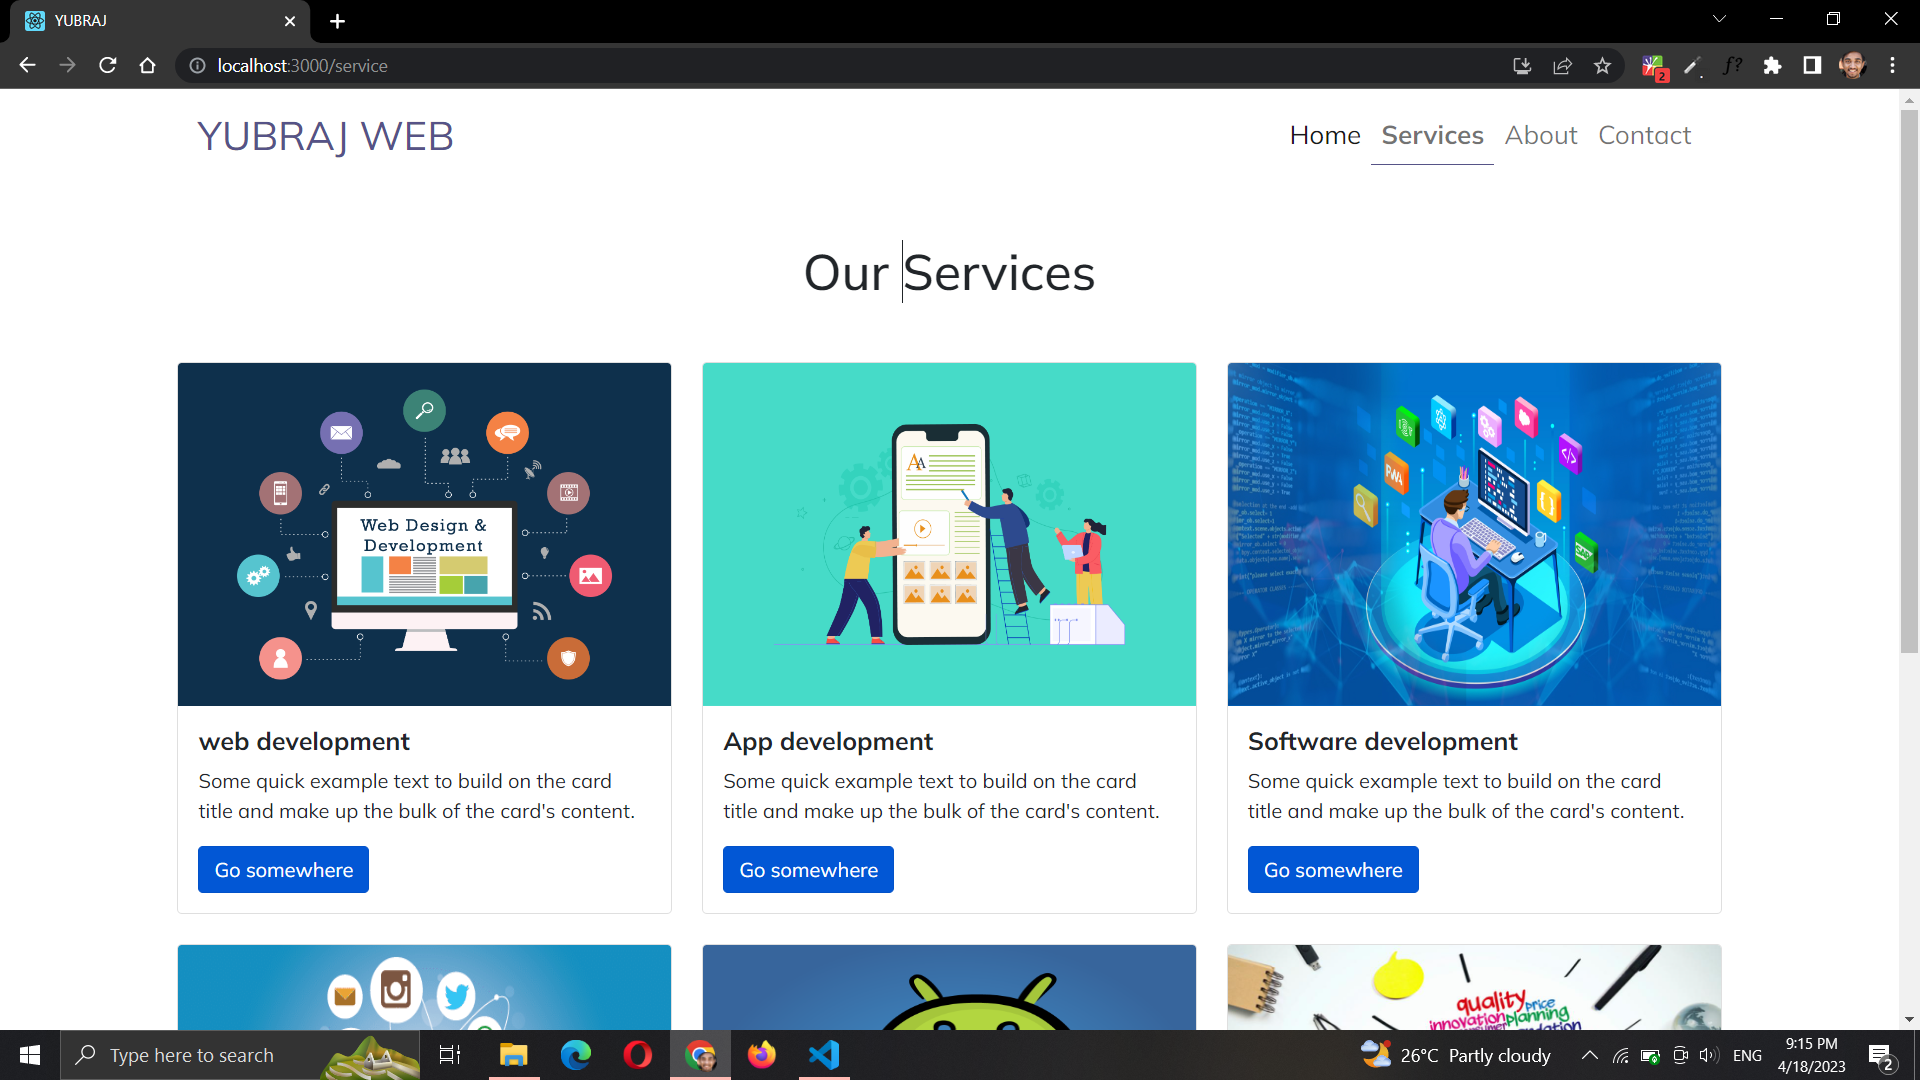 YUBRAJ
localhost:3000/service
2
f?
YUBRAJ WEB
Home Services About Contact
Our Services
Web Design &
Development
AA
PWA
</>
{ }
web development
Some quick example text to build on the card
title and make up the bulk of the card's content.
Go somewhere
App development
Some quick example text to build on the card
title and make up the bulk of the card's content.
Go somewhere
Software development
Some quick example text to build on the card
title and make up the bulk of the card's content.
Go somewhere
quality price
innovation planning
Type here to search
26°C Partly cloudy
ENG
9:15 PM
4/18/2023
2